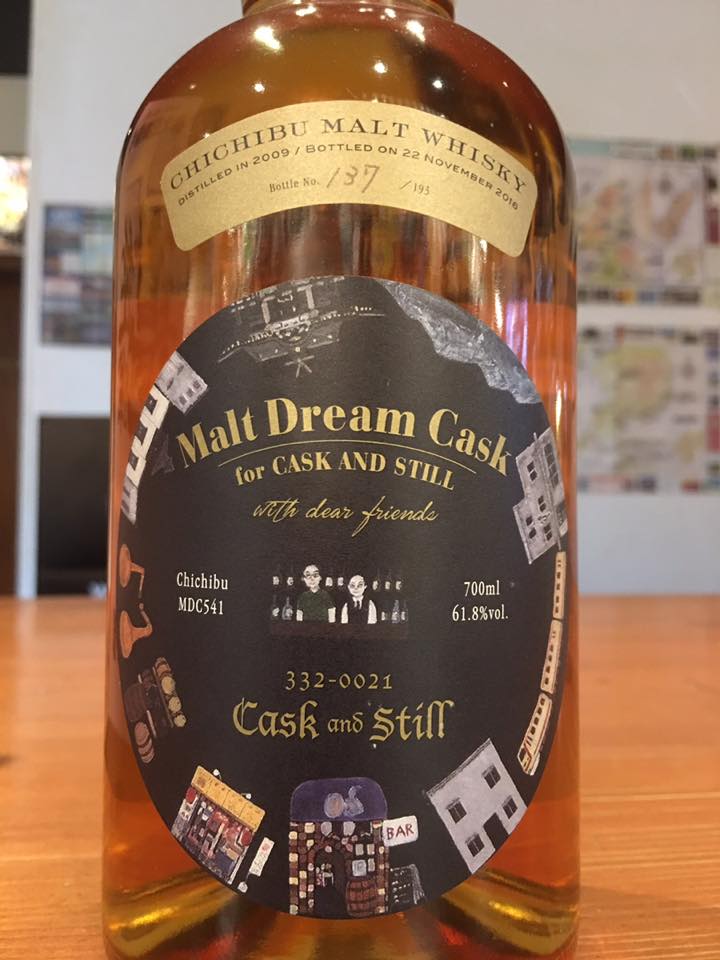 CHICHIBU MALT WHISKY
DISTILLED IN 2009 / BOTTLED ON 22 NOVEMBER 2016
Bottle No. 137 /193
Malt Dream Cask
for CASK AND STILL
with dear friends
Chichibu
MDC541
700ml
61.8%vol.
332-0021
Cask and Still
BAR